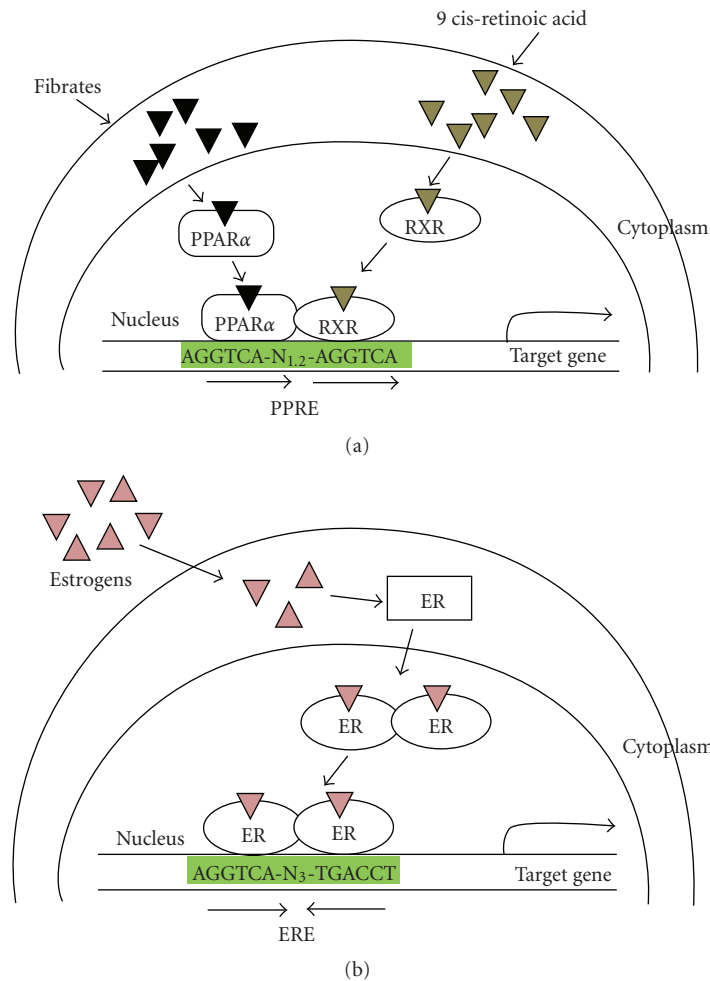 9 cis-retinoic acid
Fibrates
Cytoplasm
PPARα
RXR
Nucleus
PPARα
RXR
AGGTCA-N1.2-AGGTCA
Target gene
PPRE
(a)
Estrogens
ER
ER
ER
Cytoplasm
Nucleus
ER
ER
AGGTCA-N3-TGACCT
Target gene
ERE
(b)